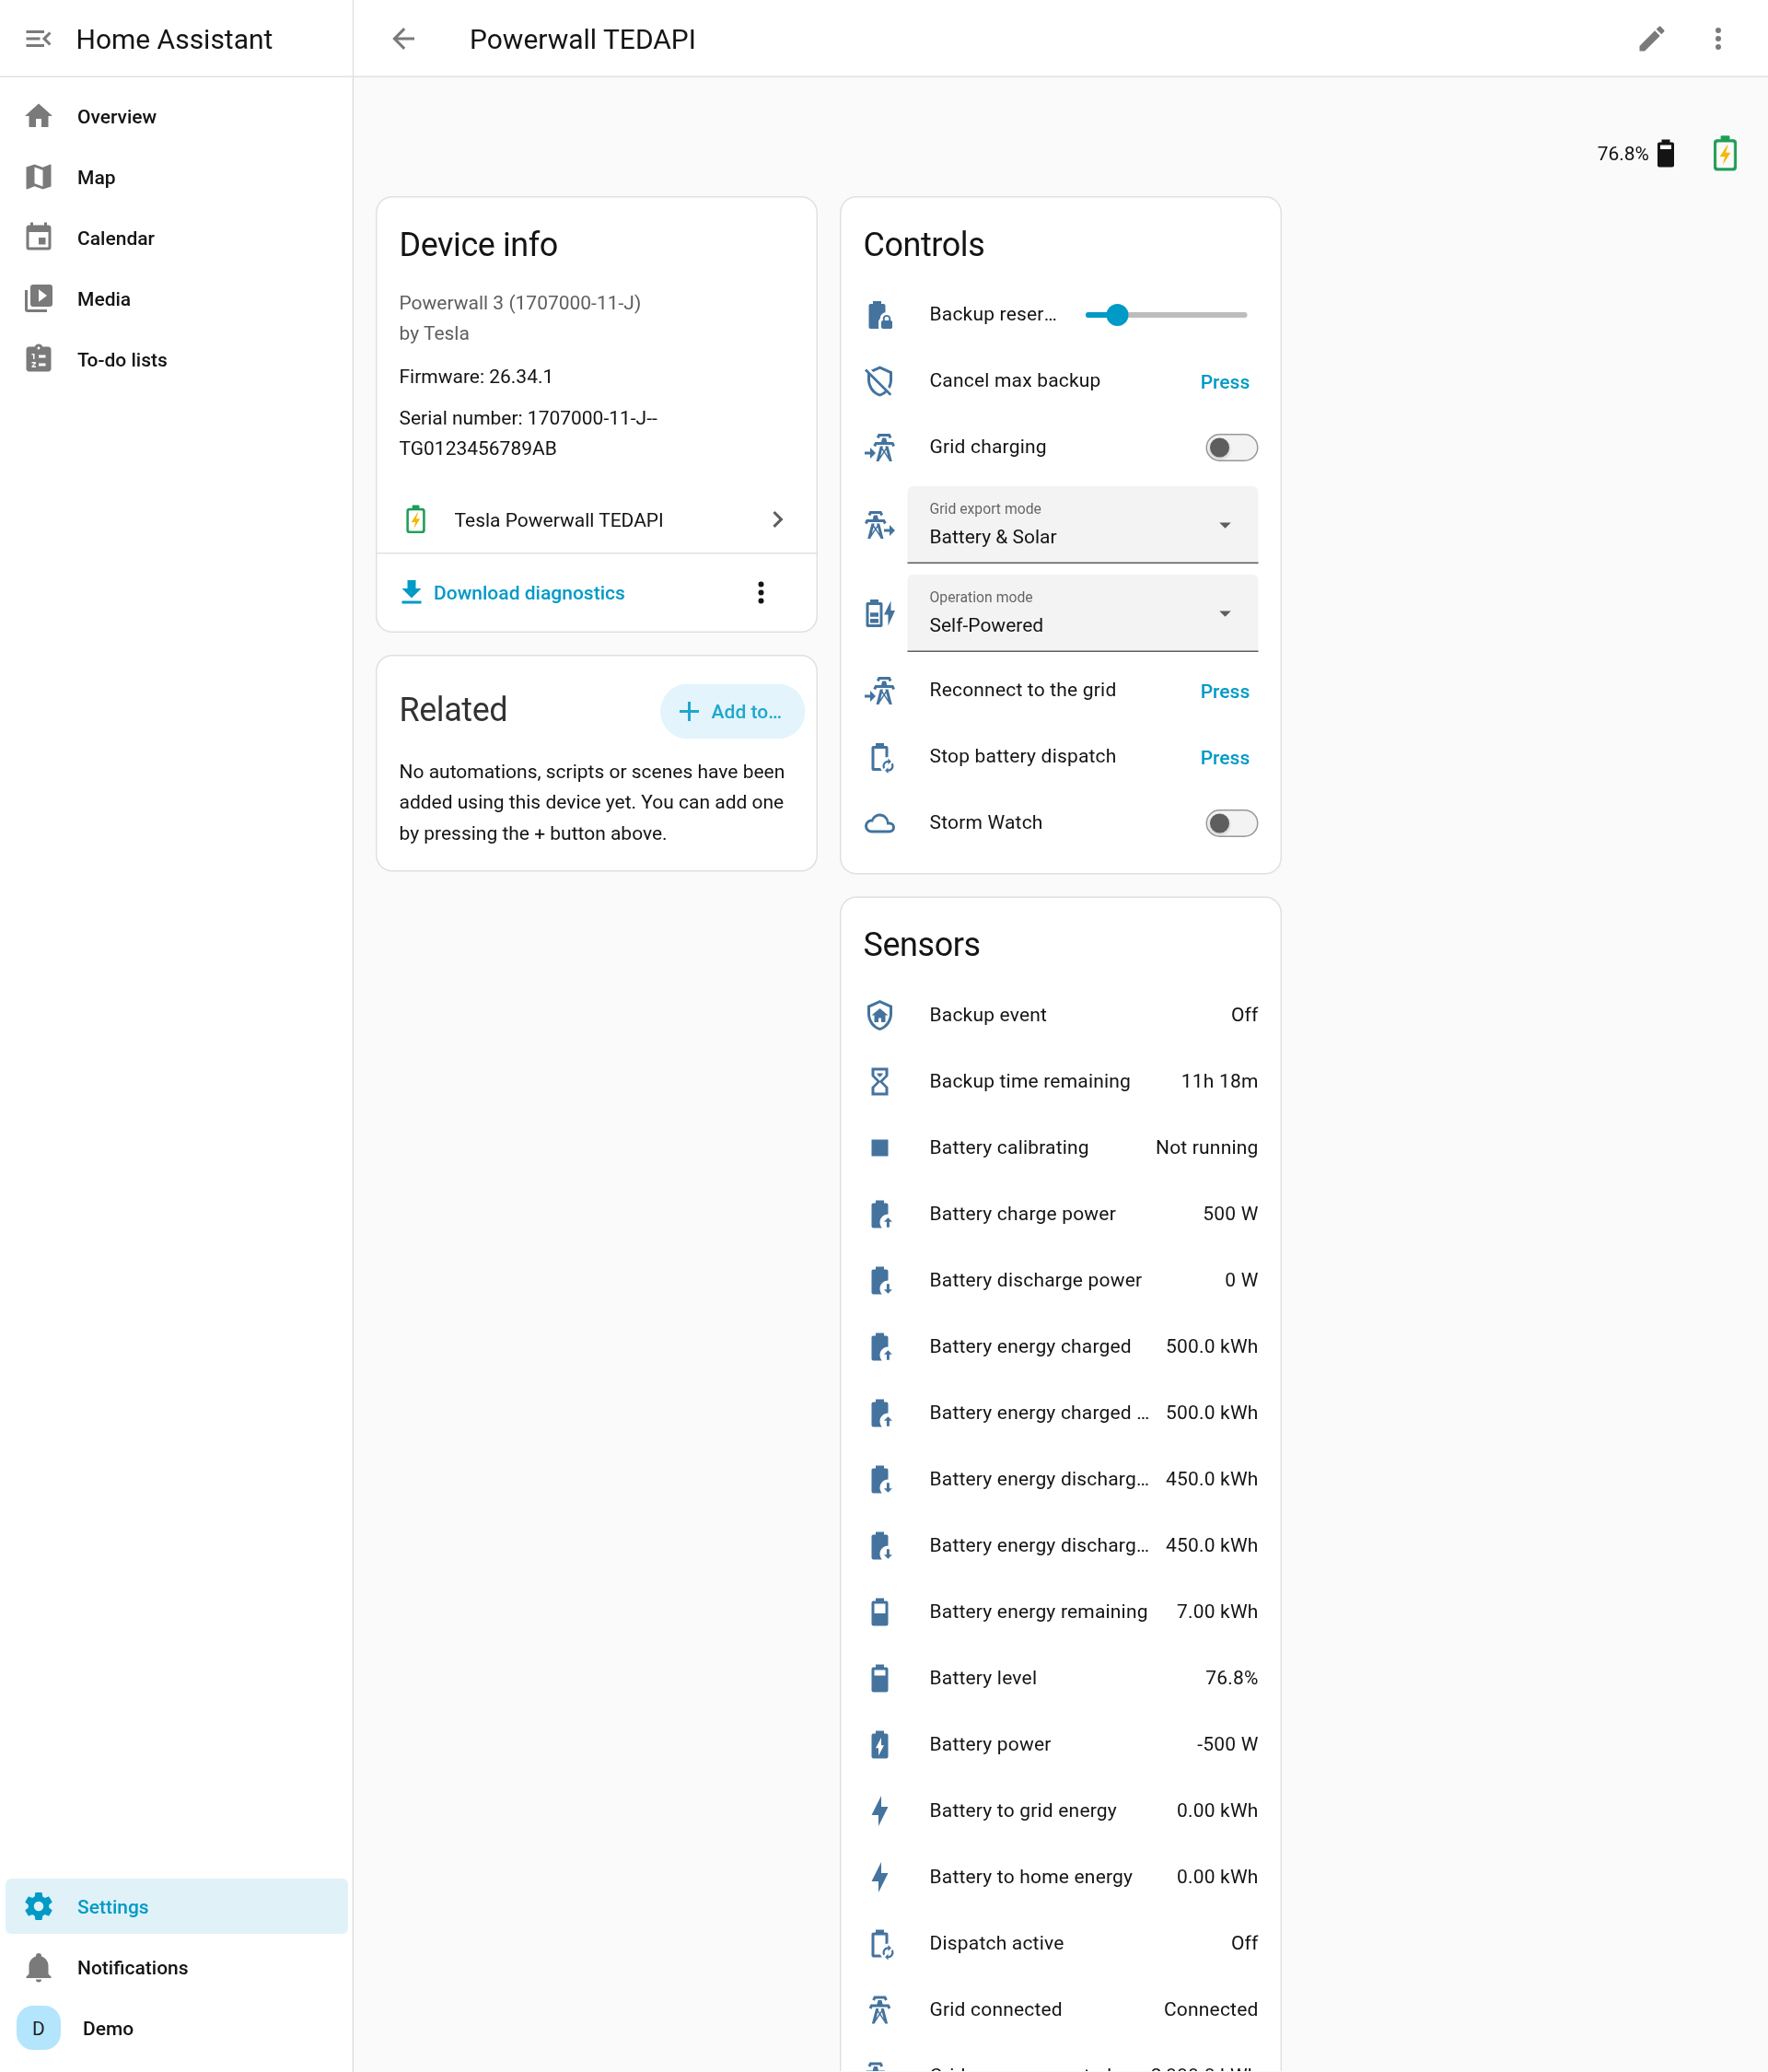 Home Assistant
Powerwall TEDAPI
Overview
Map
Calendar
Media
To-do lists
Settings
Notifications
D
Demo
76.8%
Device info
Powerwall 3 (1707000-11-J)
by Tesla
Firmware: 26.34.1
Serial number: 1707000-11-J--
TG0123456789AB
Tesla Powerwall TEDAPI
Download diagnostics
Related
Add to...
No automations, scripts or scenes have been
added using this device yet. You can add one
by pressing the + button above.
Controls
Backup reser...
Cancel max backup Press
Grid charging
Grid export mode
Battery & Solar
Operation mode
Self-Powered
Reconnect to the grid Press
Stop battery dispatch Press
Storm Watch
Sensors
Backup event Off
Backup time remaining 11h 18m
Battery calibrating Not running
Battery charge power 500 W
Battery discharge power 0 W
Battery energy charged 500.0 kWh
Battery energy charged ... 500.0 kWh
Battery energy discharg... 450.0 kWh
Battery energy discharg... 450.0 kWh
Battery energy remaining 7.00 kWh
Battery level 76.8%
Battery power -500 W
Battery to grid energy 0.00 kWh
Battery to home energy 0.00 kWh
Dispatch active Off
Grid connected Connected